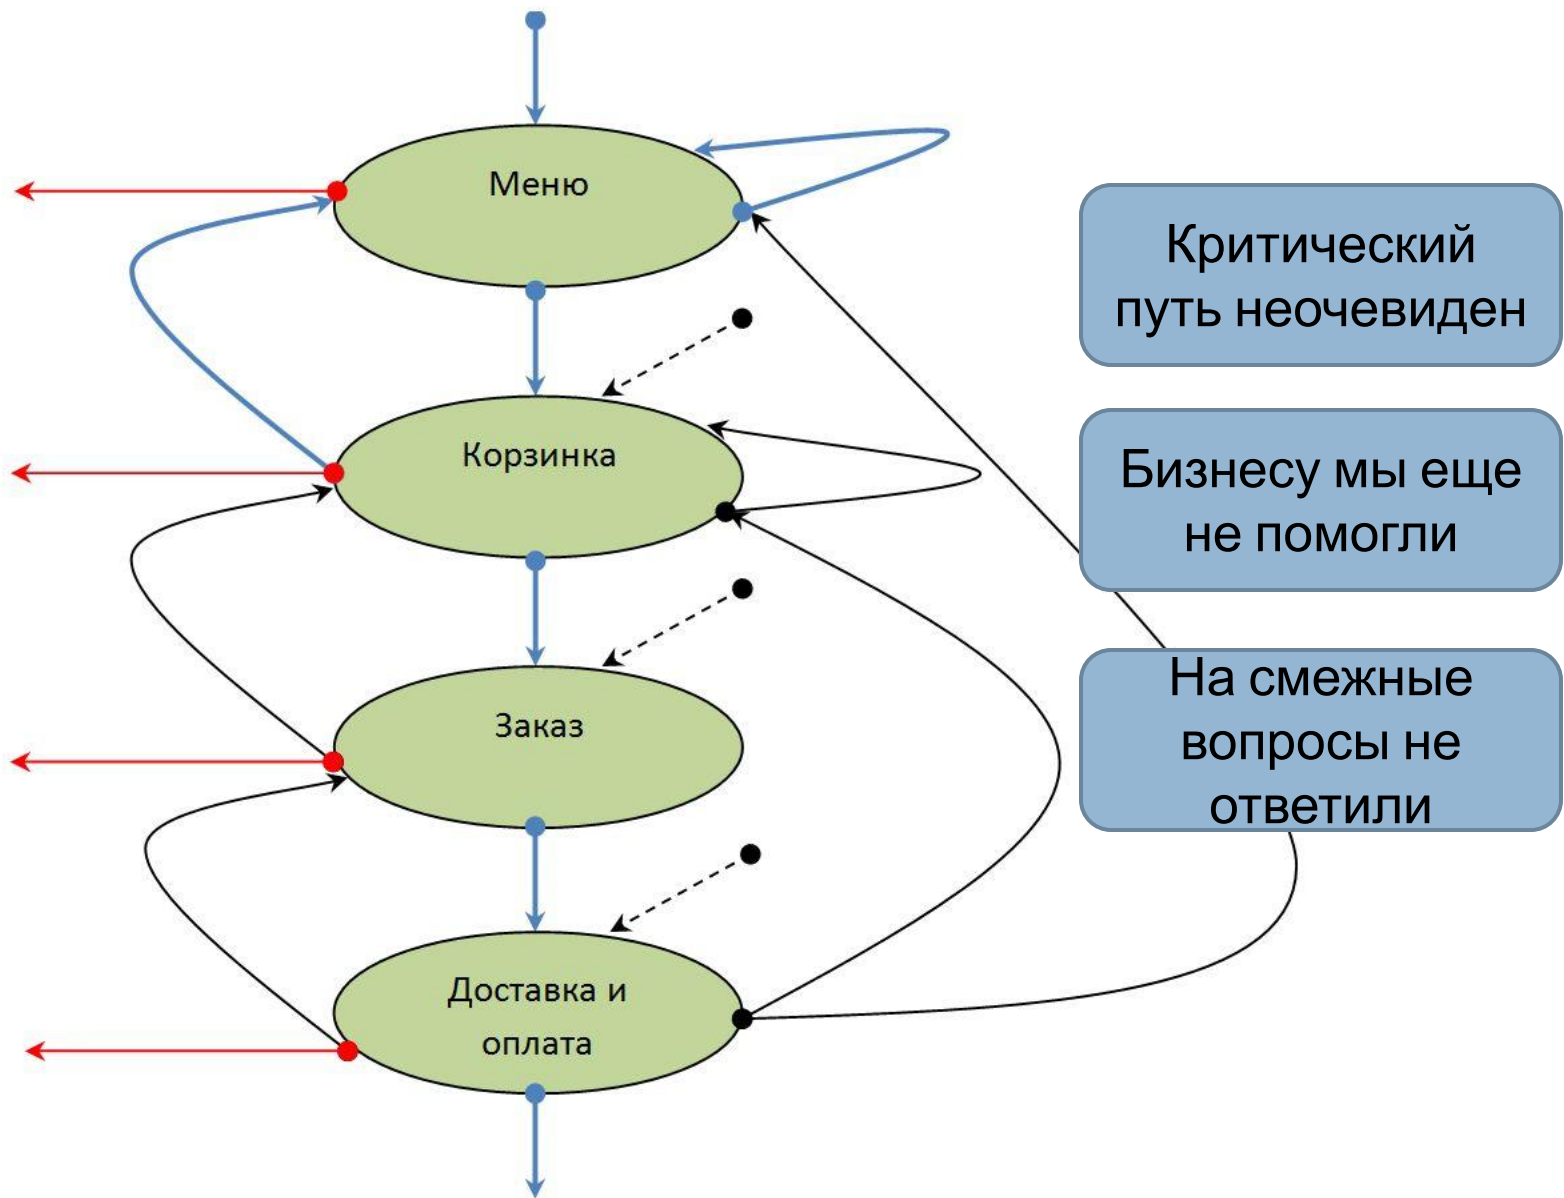 Меню
Критический
путь неочевиден
Корзинка
Бизнесу мы еще
не помогли
Заказ
На смежные
вопросы не
ответили
Доставка и
оплата